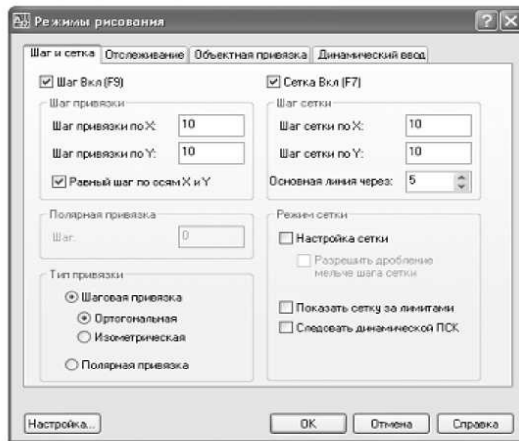 Режимы рисования
Шаг и сетка Отслеживание Объектная привязка Динамический ввод
Шаг Вкл (F9)
Шаг привязки
Шаг привязки по X: 10
Шаг привязки по Y: 10
Равный шаг по осям X и Y
Полярная привязка
Шаг: 0
Тип привязки
Шаговая привязка
Ортогональная
Изометрическая
Полярная привязка
Сетка Вкл (F7)
Шаг сетки
Шаг сетки по X: 10
Шаг сетки по Y: 10
Основная линия через: 5
Режим сетки
Настройка сетки
Разрешить дробление
мельче шага сетки
Показать сетку за лимитами
Следовать динамической ПСК
Настройка... OK Отмена Справка